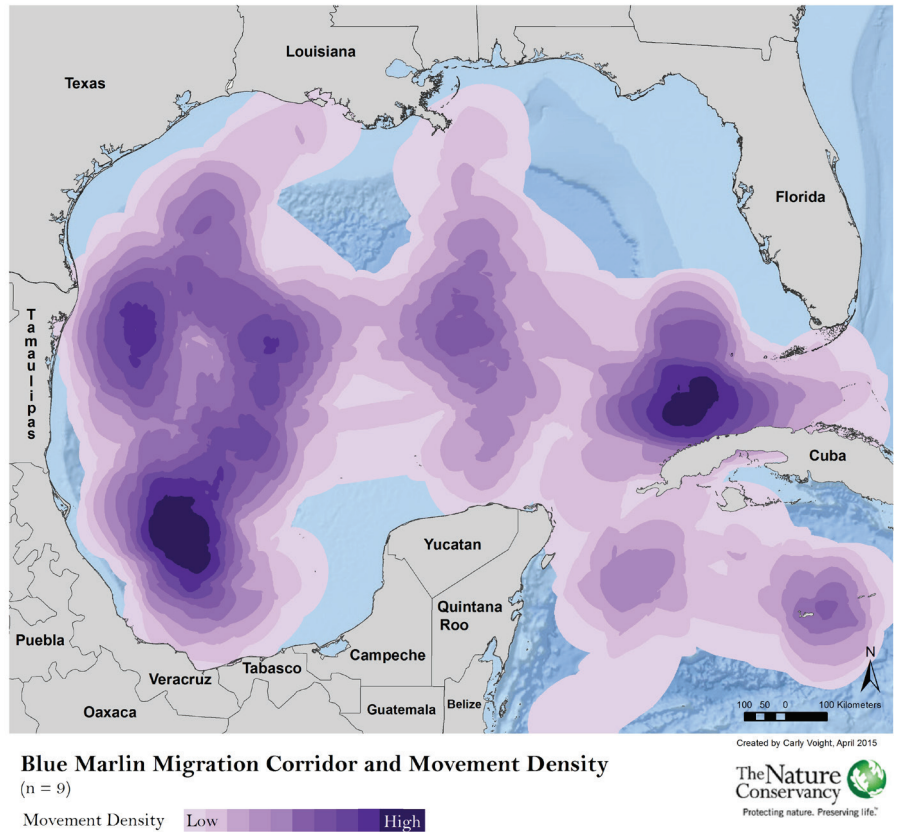 Louisiana
Texas
Florida
Tamaulipas
Cuba
Yucatan
Quintana
Roo
Puebla
Campeche
Tabasco
Veracruz
Guatemala
Belize
Oaxaca
N
100 50 0 100 Kilometers
Created by Carly Voight, April 2015
Blue Marlin Migration Corridor and Movement Density
(n = 9)
Movement Density Low High
The Nature
Conservancy
Protecting nature. Preserving life.™